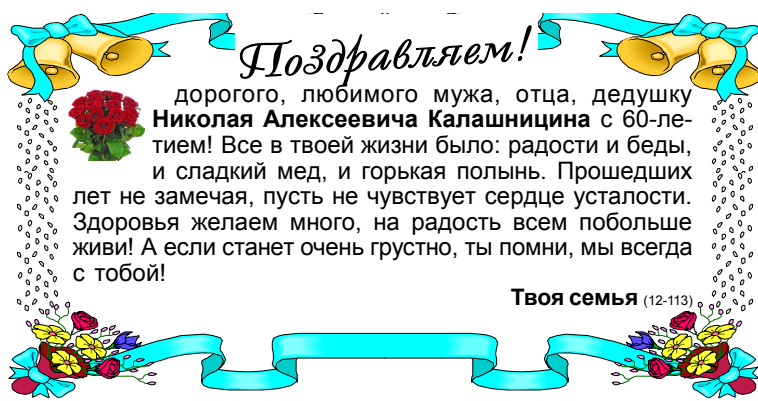 Поздравляем!
дорогого, любимого мужа, отца, дедушку
Николая Алексеевича Калашницина с 60-ле-
тием! Все в твоей жизни было: радости и беды,
и сладкий мед, и горькая полынь. Прошедших
лет не замечая, пусть не чувствует сердце усталости.
Здоровья желаем много, на радость всем побольше
живи! А если станет очень грустно, ты помни, мы всегда
с тобой!
Твоя семья (12-113)